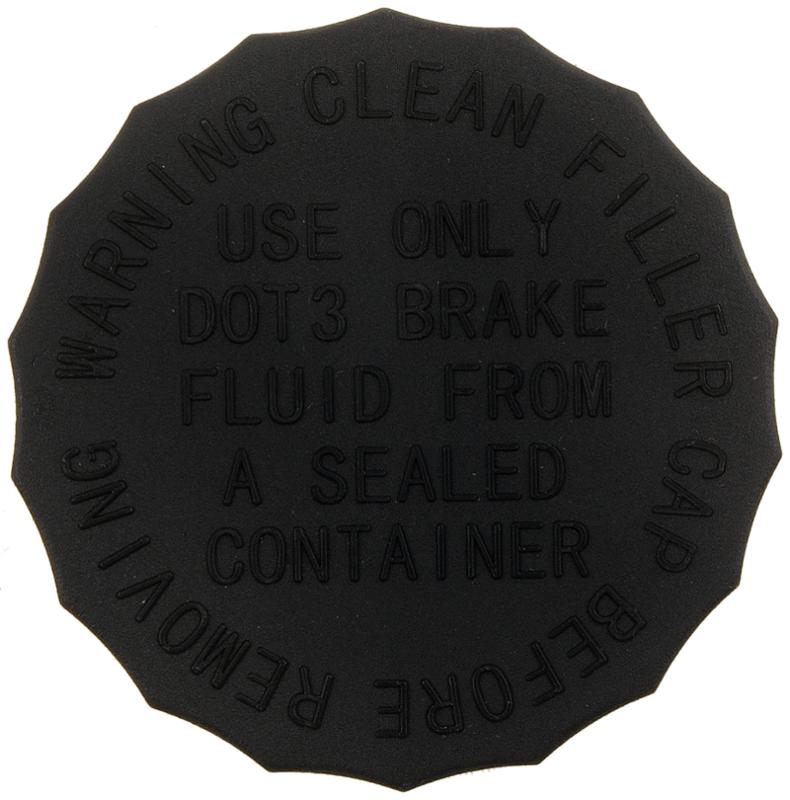 WARNING CLEAN FILLER CAP BEFORE REMOVING
USE ONLY
DOT3 BRAKE
FLUID FROM
A SEALED
CONTAINER